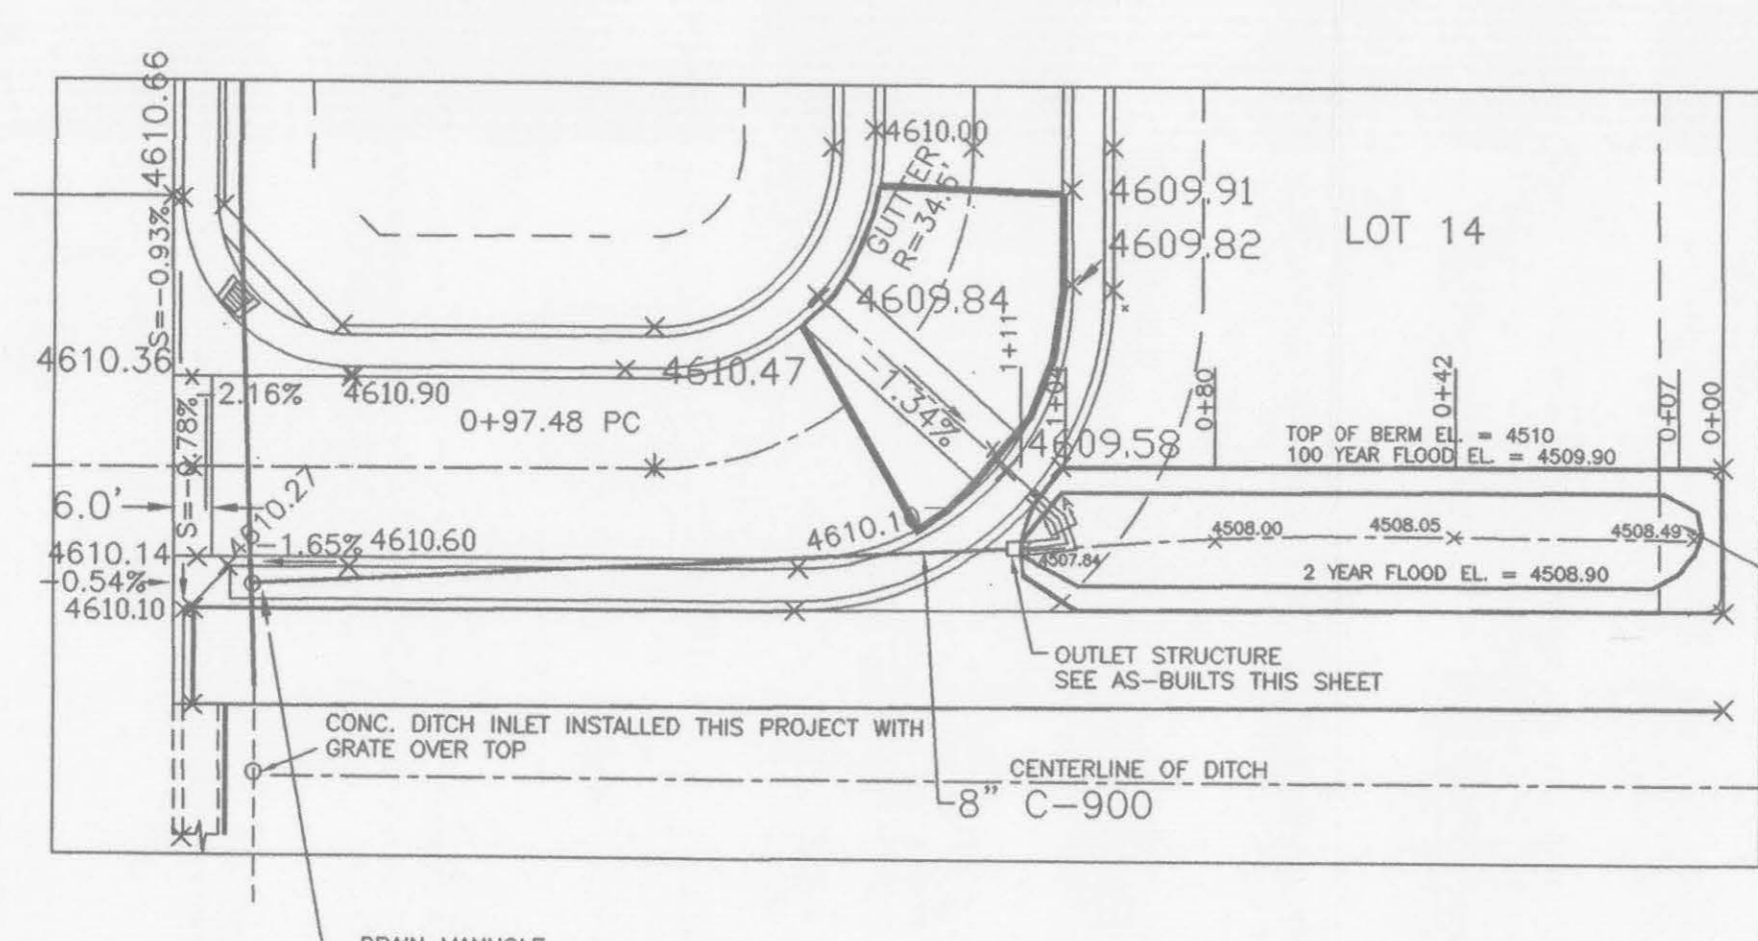 4610.66
4610.00
GUTTER
R=34.5'
4609.91
4609.82
LOT 14
S=-0.93%
4609.84
1+11
4610.36
2.16%
4610.90
4610.47
0+97.48 PC
-1.34%
1+04
0+80
0+42
0+07
0+00
4609.58
TOP OF BERM EL. = 4510
100 YEAR FLOOD EL. = 4509.90
S=-0.78%
6.0'
4610.27
4610.10
4508.00
4508.05
4508.49
4610.14
-1.65%
4610.60
4507.84
2 YEAR FLOOD EL. = 4508.90
-0.54%
4610.10
OUTLET STRUCTURE
SEE AS-BUILTS THIS SHEET
CONC. DITCH INLET INSTALLED THIS PROJECT WITH
GRATE OVER TOP
CENTERLINE OF DITCH
8" C-900
DRAIN MANHOLE